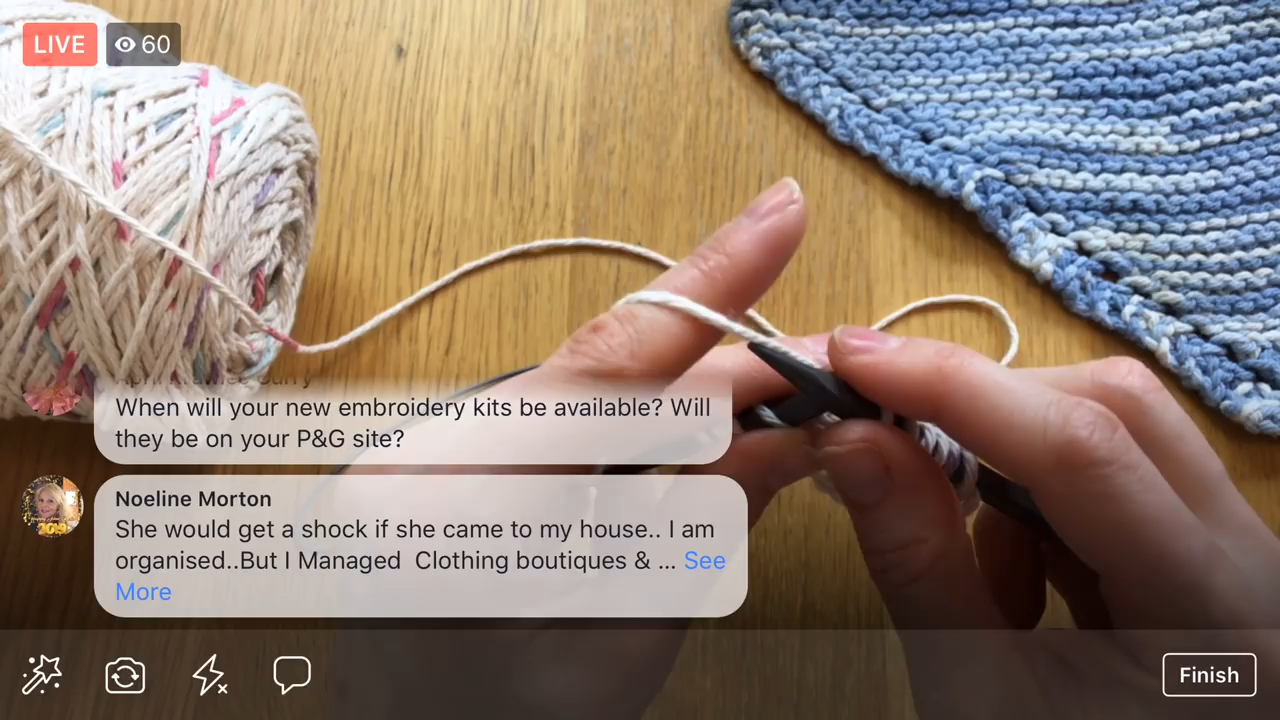 LIVE 60
When will your new embroidery kits be available? Will
they be on your P&G site?
Noeline Morton
She would get a shock if she came to my house.. I am
organised..But I Managed  Clothing boutiques & ... See
More
Finish